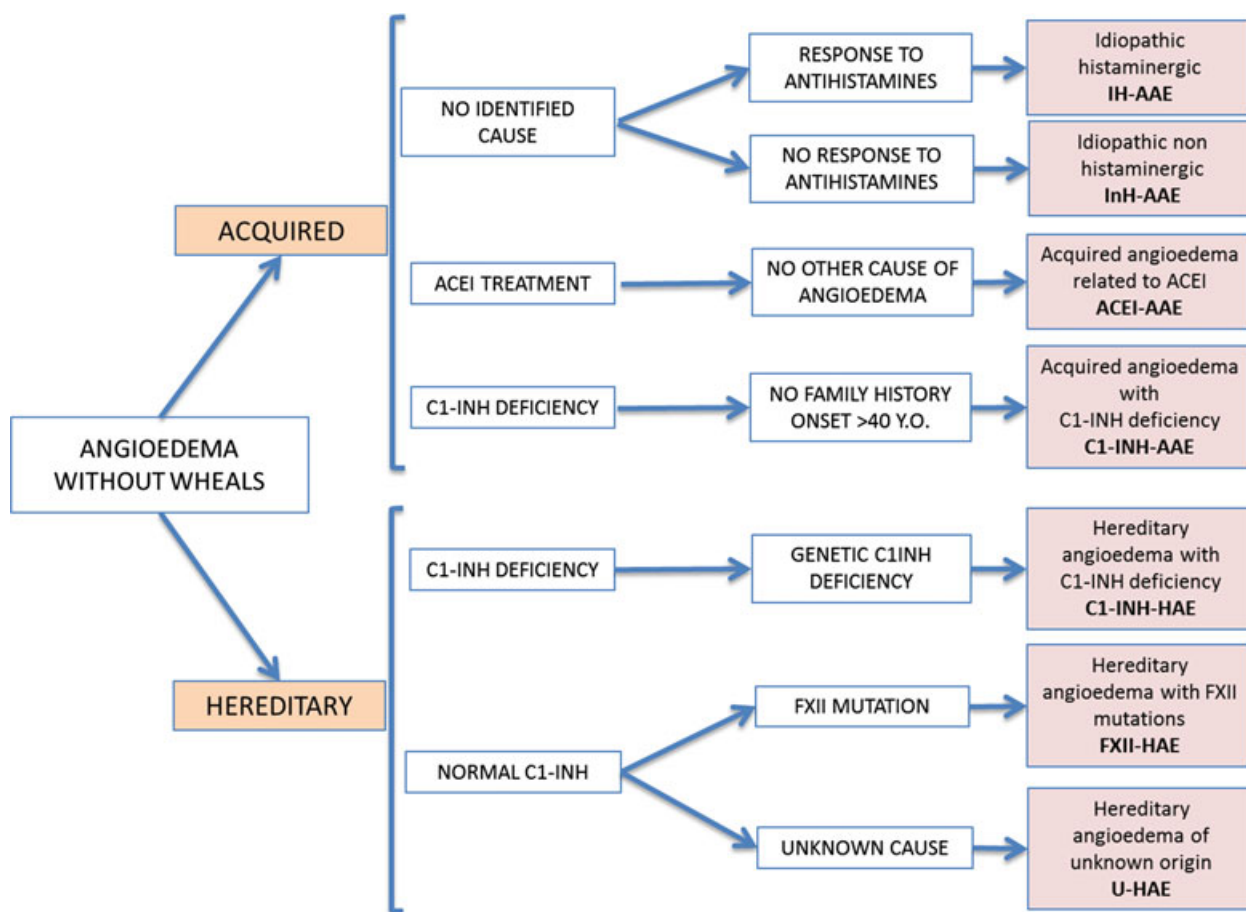 ANGIOEDEMA
WITHOUT WHEALS
ACQUIRED
NO IDENTIFIED
CAUSE
RESPONSE TO
ANTIHISTAMINES
Idiopathic
histaminergic
IH-AAE
NO RESPONSE TO
ANTIHISTAMINES
Idiopathic non
histaminergic
InH-AAE
ACEI TREATMENT
NO OTHER CAUSE OF
ANGIOEDEMA
Acquired angioedema
related to ACEI
ACEI-AAE
C1-INH DEFICIENCY
NO FAMILY HISTORY
ONSET >40 Y.O.
Acquired angioedema
with
C1-INH deficiency
C1-INH-AAE
HEREDITARY
C1-INH DEFICIENCY
GENETIC C1INH
DEFICIENCY
Hereditary
angioedema with
C1-INH deficiency
C1-INH-HAE
NORMAL C1-INH
FXII MUTATION
Hereditary
angioedema with FXII
mutations
FXII-HAE
UNKNOWN CAUSE
Hereditary
angioedema of
unknown origin
U-HAE